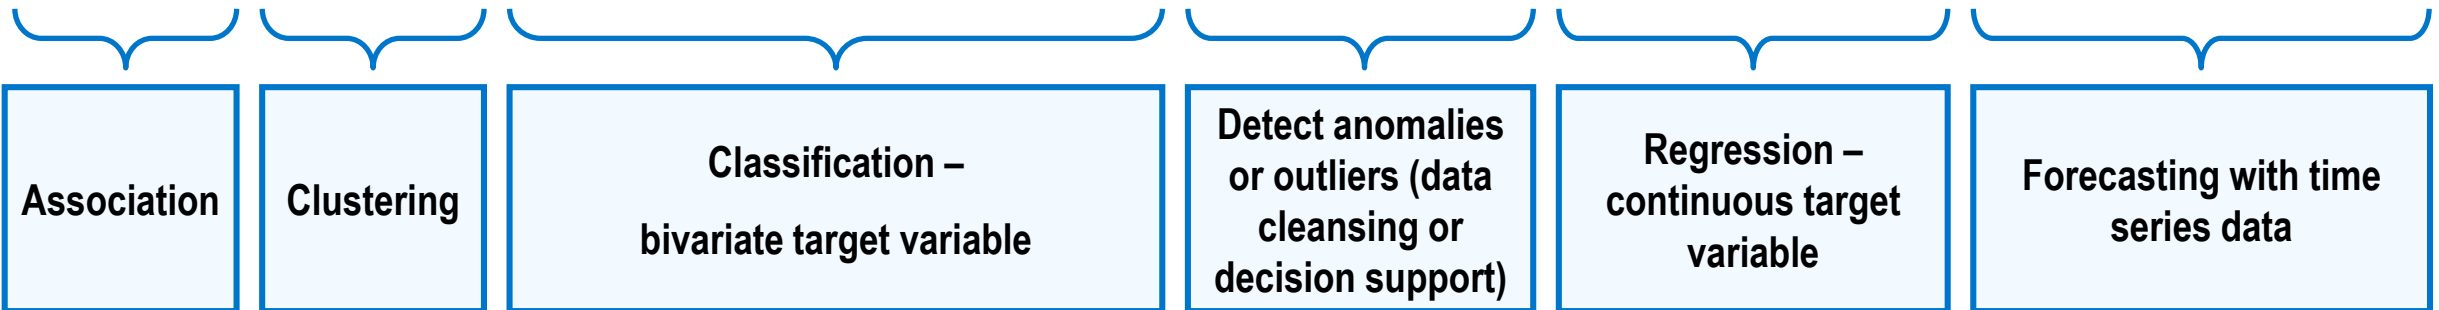 Association
Clustering
Classification –
bivariate target variable
Detect anomalies
or outliers (data
cleansing or
decision support)
Regression –
continuous target
variable
Forecasting with time
series data